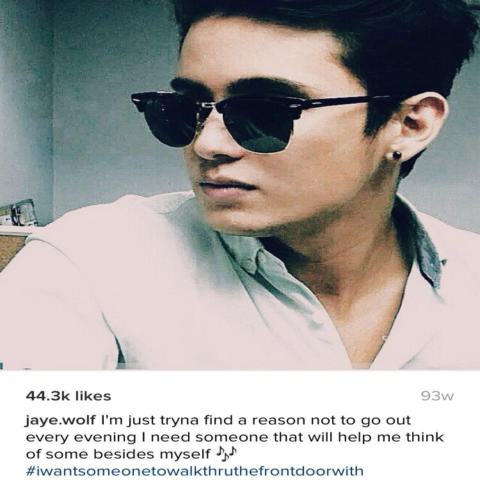 44.3k likes 93w
jaye.wolf I'm just tryna find a reason not to go out
every evening I need someone that will help me think
of some besides myself 🎶
#iwantsomeonetowalkthruthefrontdoorwith